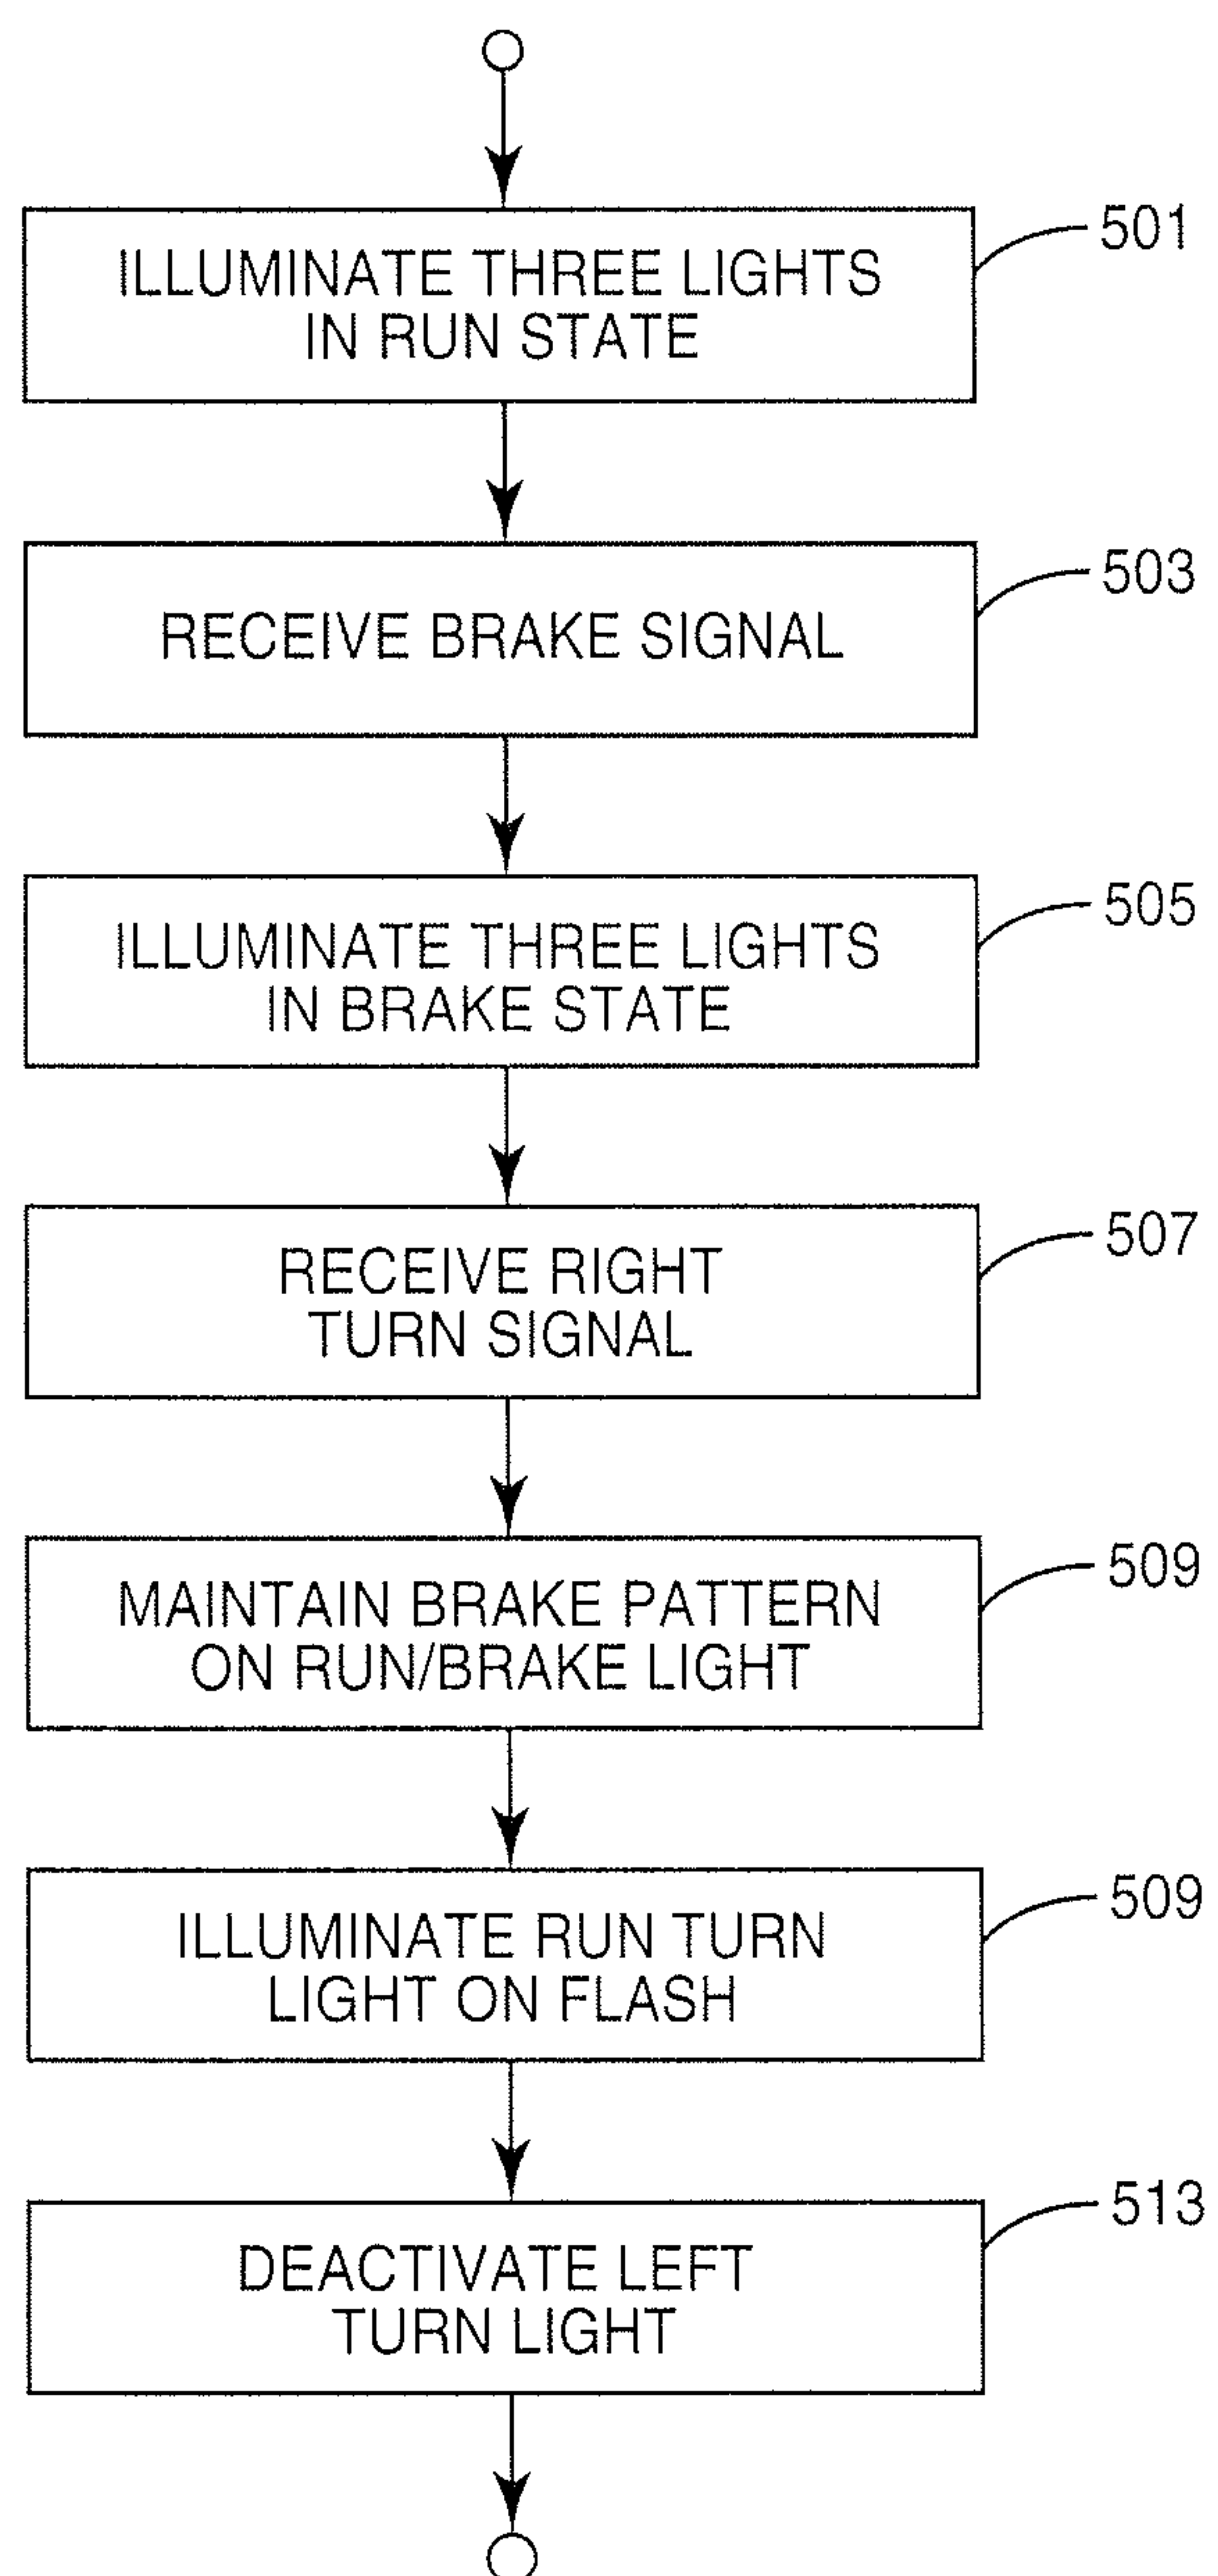 ILLUMINATE THREE LIGHTS
IN RUN STATE
501
RECEIVE BRAKE SIGNAL
503
ILLUMINATE THREE LIGHTS
IN BRAKE STATE
505
RECEIVE RIGHT
TURN SIGNAL
507
MAINTAIN BRAKE PATTERN
ON RUN/BRAKE LIGHT
509
ILLUMINATE RUN TURN
LIGHT ON FLASH
509
DEACTIVATE LEFT
TURN LIGHT
513